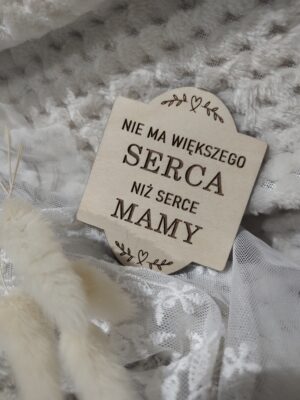 NIE MA WIĘKSZEGO
SERCA
NIŻ SERCE
MAMY